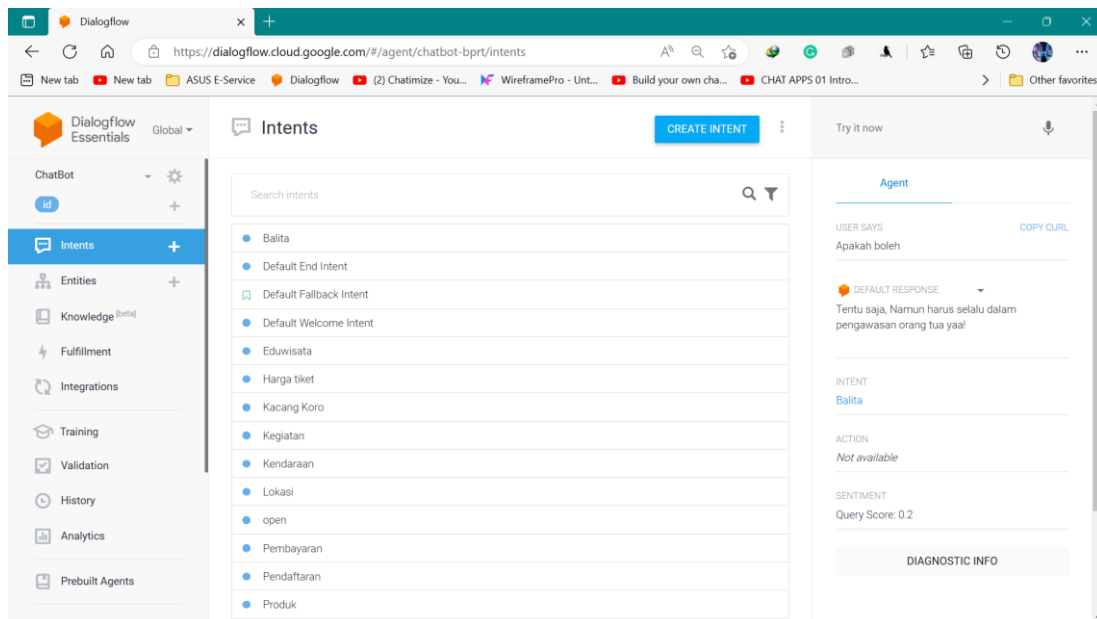 Dialogflow
https://dialogflow.cloud.google.com/#/agent/chatbot-bprt/intents
New tab
New tab
ASUS E-Service
Dialogflow
(2) Chatimize - You...
WireframePro - Unt...
Build your own cha...
CHAT APPS 01 Intro...
Other favorites
Dialogflow
Essentials
Global
ChatBot
id
Intents
Entities
Knowledge [beta]
Fulfillment
Integrations
Training
Validation
History
Analytics
Prebuilt Agents
Intents
CREATE INTENT
Search intents
Balita
Default End Intent
Default Fallback Intent
Default Welcome Intent
Eduwisata
Harga tiket
Kacang Koro
Kegiatan
Kendaraan
Lokasi
open
Pembayaran
Pendaftaran
Produk
Try it now
Agent
USER SAYS
COPY CURL
Apakah boleh
DEFAULT RESPONSE
Tentu saja, Namun harus selalu dalam
pengawasan orang tua yaa!
INTENT
Balita
ACTION
Not available
SENTIMENT
Query Score: 0.2
DIAGNOSTIC INFO